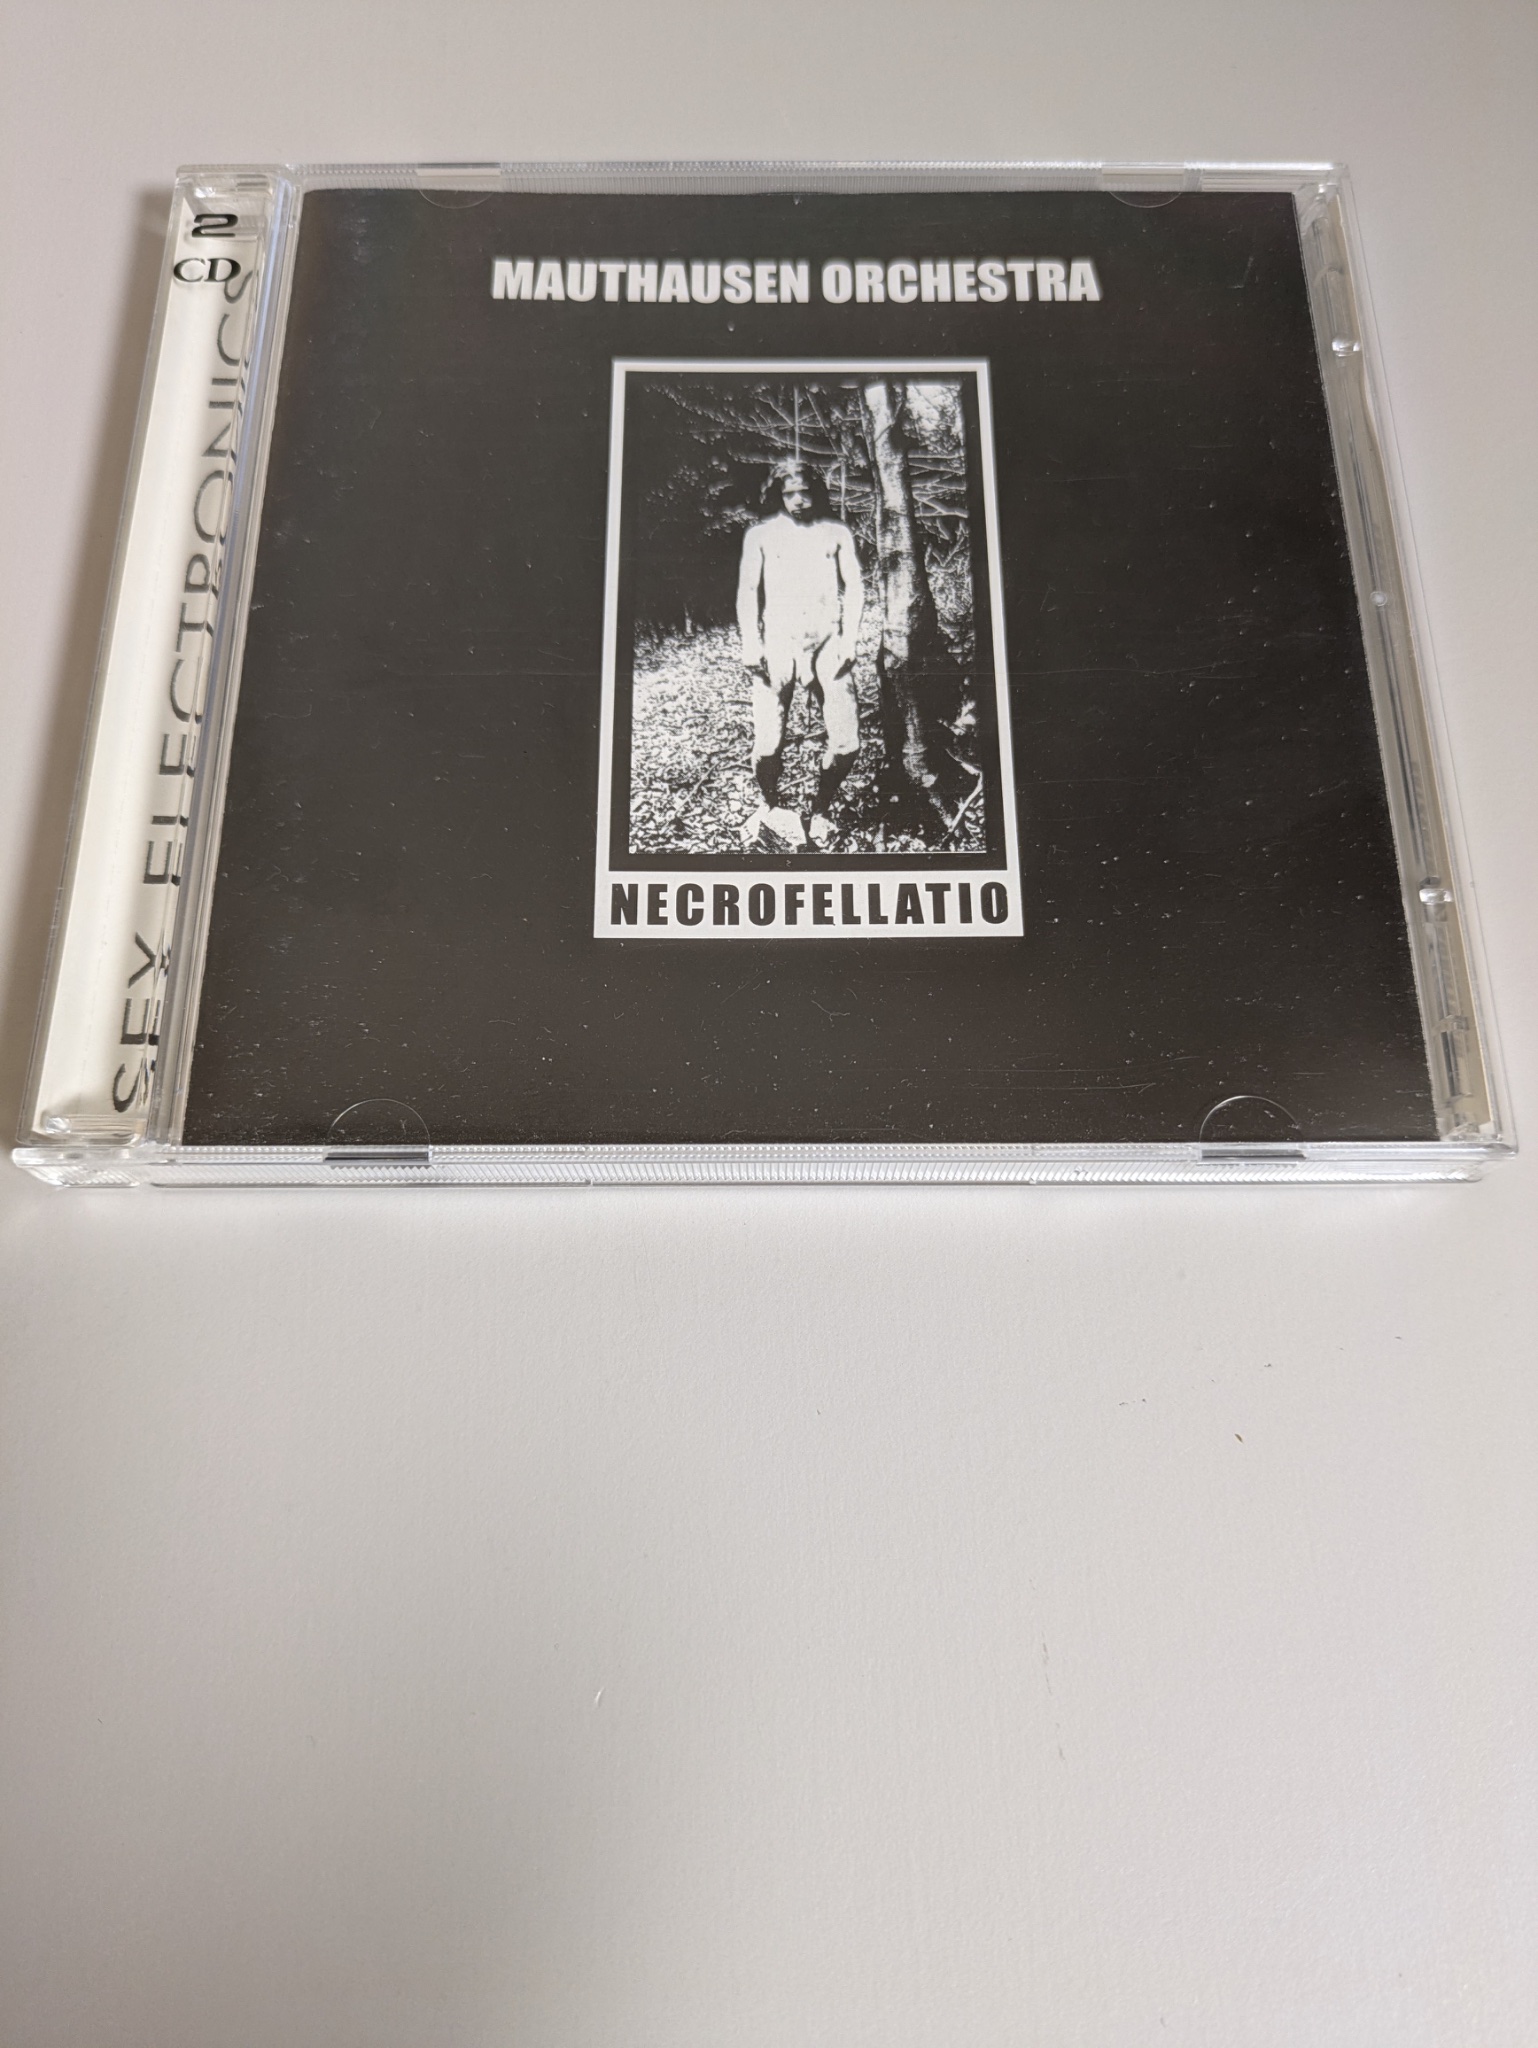 2
CD
SEX ELECTRONICS
MAUTHAUSEN ORCHESTRA
NECROFELLATIO